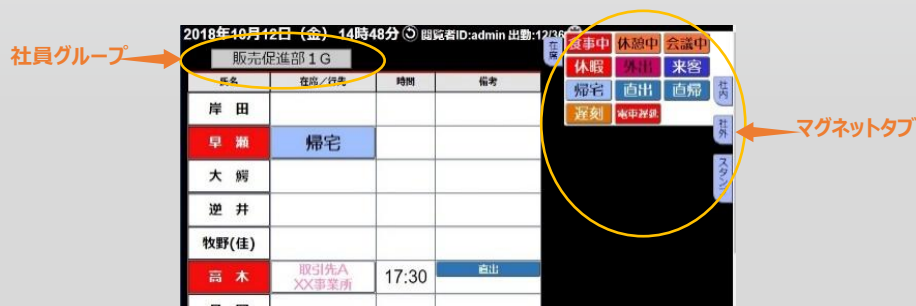 2018年10月12日（金） 14時48分 閲覧者ID:admin 出勤:12/36
社員グループ
販売促進部１G
氏名 在席／行先 時間 備考
岸 田
早 瀬 帰宅
大 鰐
逆 井
牧野(佳)
高 木 取引先A 17:30 直出
XX事業所
在席
食事中 休憩中 会議中
休暇 外出 来客
帰宅 直出 直帰
遅刻 電車遅延
社内
社外
スタンプ
マグネットタブ